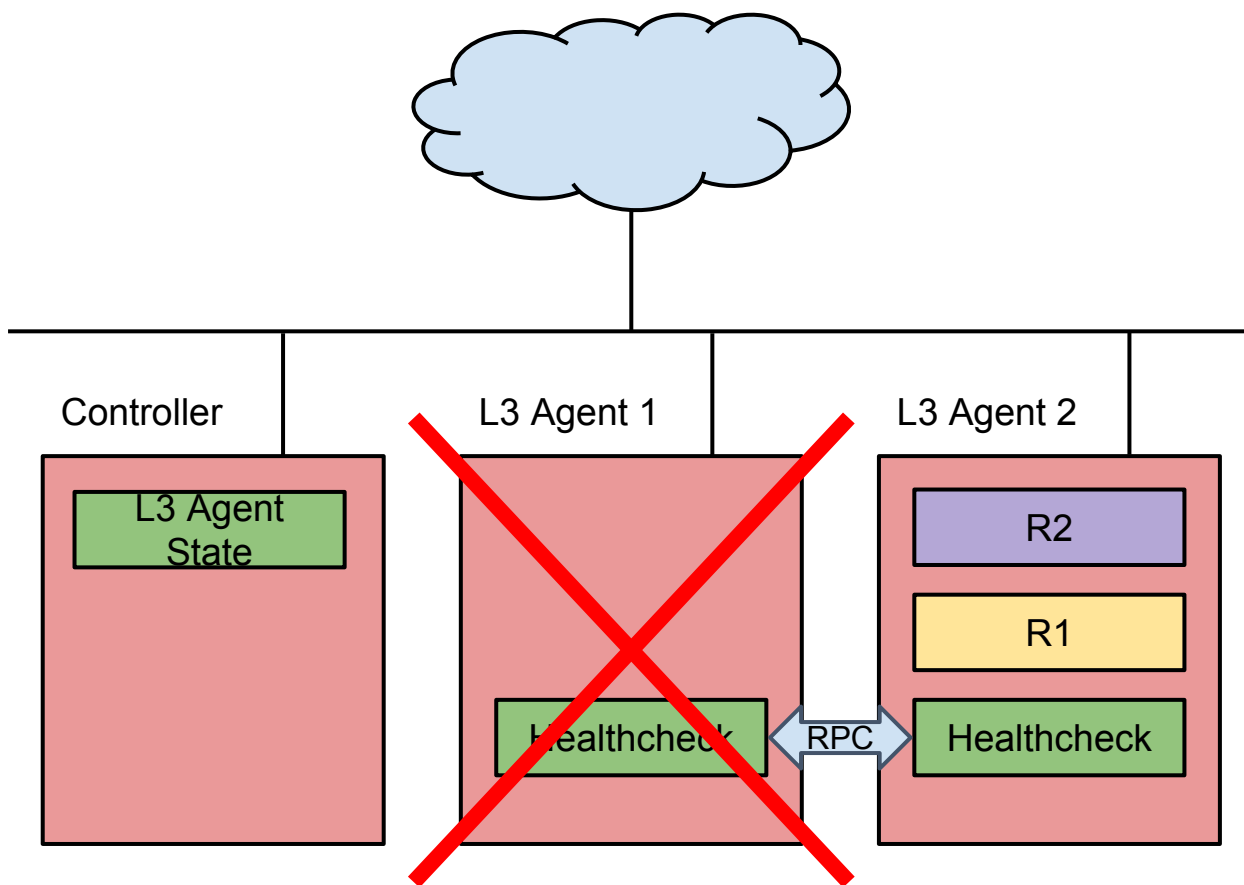 Controller
L3 Agent 1
L3 Agent 2
L3 Agent
State
R2
R1
Healthcheck
RPC
Healthcheck